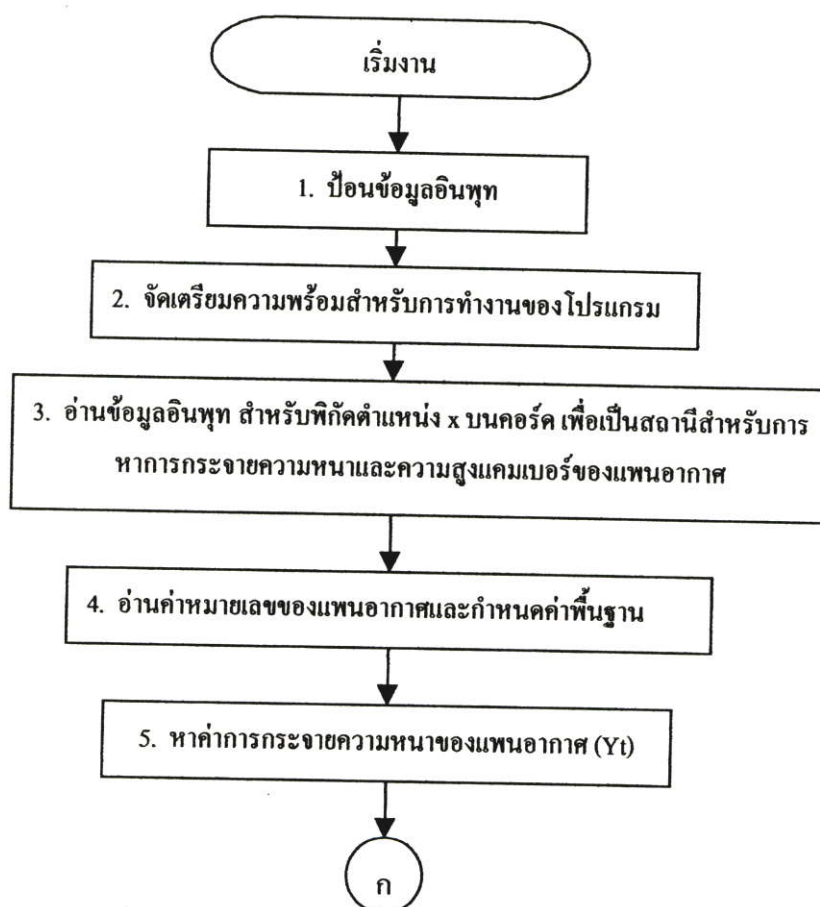 เริ่มงาน
1. ป้อนข้อมูลอินพุท
2. จัดเตรียมความพร้อมสำหรับการทำงานของโปรแกรม
3. อ่านข้อมูลอินพุท สำหรับพิกัดตำแหน่ง x บนคอร์ด เพื่อเป็นสถานีสำหรับการ
หาการกระจายความหนาและความสูงแคมเบอร์ของแพนอากาศ
4. อ่านค่าหมายเลขของแพนอากาศและกำหนดค่าพื้นฐาน
5. หาค่าการกระจายความหนาของแพนอากาศ (Yt)
ก